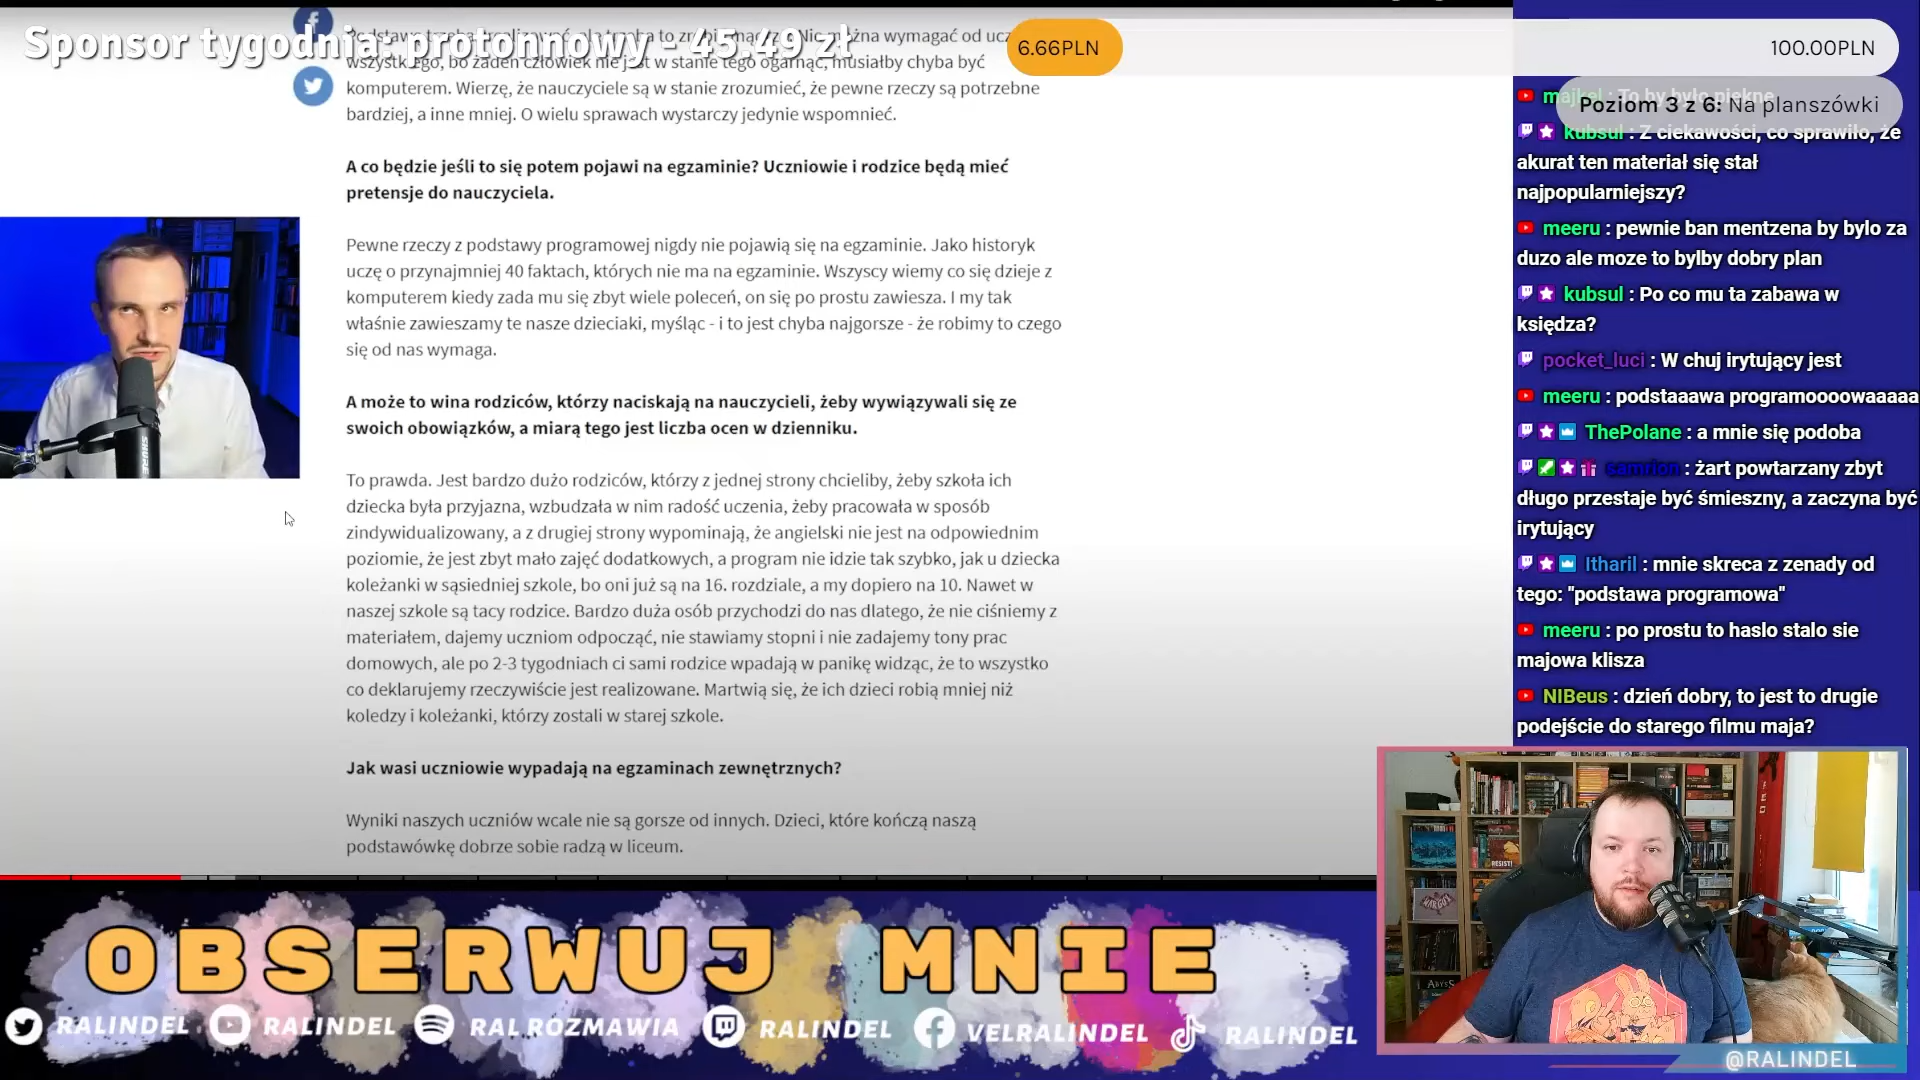 Sponsor tygodnia: protonnowy - 45.49 zł
6.66PLN
100.00PLN
Poziom 3 z 6: Na planszówki
wszystkiego, bo żaden człowiek nie jest w stanie tego ogarnąć, musiałby chyba być
komputerem. Wierzę, że nauczyciele są w stanie zrozumieć, że pewne rzeczy są potrzebne
bardziej, a inne mniej. O wielu sprawach wystarczy jedynie wspomnieć.
A co będzie jeśli to się potem pojawi na egzaminie? Uczniowie i rodzice będą mieć
pretensje do nauczyciela.
Pewne rzeczy z podstawy programowej nigdy nie pojawią się na egzaminie. Jako historyk
uczę o przynajmniej 40 faktach, których nie ma na egzaminie. Wszyscy wiemy co się dzieje z
komputerem kiedy zada mu się zbyt wiele poleceń, on się po prostu zawiesza. I my tak
właśnie zawieszamy te nasze dzieciaki, myśląc - i to jest chyba najgorsze - że robimy to czego
się od nas wymaga.
A może to wina rodziców, którzy naciskają na nauczycieli, żeby wywiązywali się ze
swoich obowiązków, a miarą tego jest liczba ocen w dzienniku.
To prawda. Jest bardzo dużo rodziców, którzy z jednej strony chcieliby, żeby szkoła ich
dziecka była przyjazna, wzbudzała w nim radość uczenia, żeby pracowała w sposób
zindywidualizowany, a z drugiej strony wypominają, że angielski nie jest na odpowiednim
poziomie, że jest zbyt mało zajęć dodatkowych, a program nie idzie tak szybko, jak u dziecka
koleżanki w sąsiedniej szkole, bo oni już są na 16. rozdziale, a my dopiero na 10. Nawet w
naszej szkole są tacy rodzice. Bardzo duża osób przychodzi do nas dlatego, że nie ciśniemy z
materiałem, dajemy uczniom odpocząć, nie stawiamy stopni i nie zadajemy tony prac
domowych, ale po 2-3 tygodniach ci sami rodzice wpadają w panikę widząc, że to wszystko
co deklarujemy rzeczywiście jest realizowane. Martwią się, że ich dzieci robią mniej niż
koledzy i koleżanki, którzy zostali w starej szkole.
Jak wasi uczniowie wypadają na egzaminach zewnętrznych?
Wyniki naszych uczniów wcale nie są gorsze od innych. Dzieci, które kończą naszą
podstawówkę dobrze sobie radzą w liceum.
SHURE
majkel : To by było piękne
kubsul : Z ciekawości, co sprawiło, że
akurat ten materiał się stał
najpopularniejszy?
meeru : pewnie ban mentzena by bylo za
duzo ale moze to bylby dobry plan
kubsul : Po co mu ta zabawa w
księdza?
pocket_luci : W chuj irytujący jest
meeru : podstaaawa programoooowaaaaa
ThePolane : a mnie się podoba
samrion : żart powtarzany zbyt
długo przestaje być śmieszny, a zaczyna być
irytujący
Itharil : mnie skreca z zenady od
tego: "podstawa programowa"
meeru : po prostu to haslo stalo sie
majowa klisza
NIBeus : dzień dobry, to jest to drugie
podejście do starego filmu maja?
OBSERWUJ MNIE
RALINDEL RALINDEL RAL ROZMAWIA RALINDEL VELRALINDEL RALINDEL
@RALINDEL